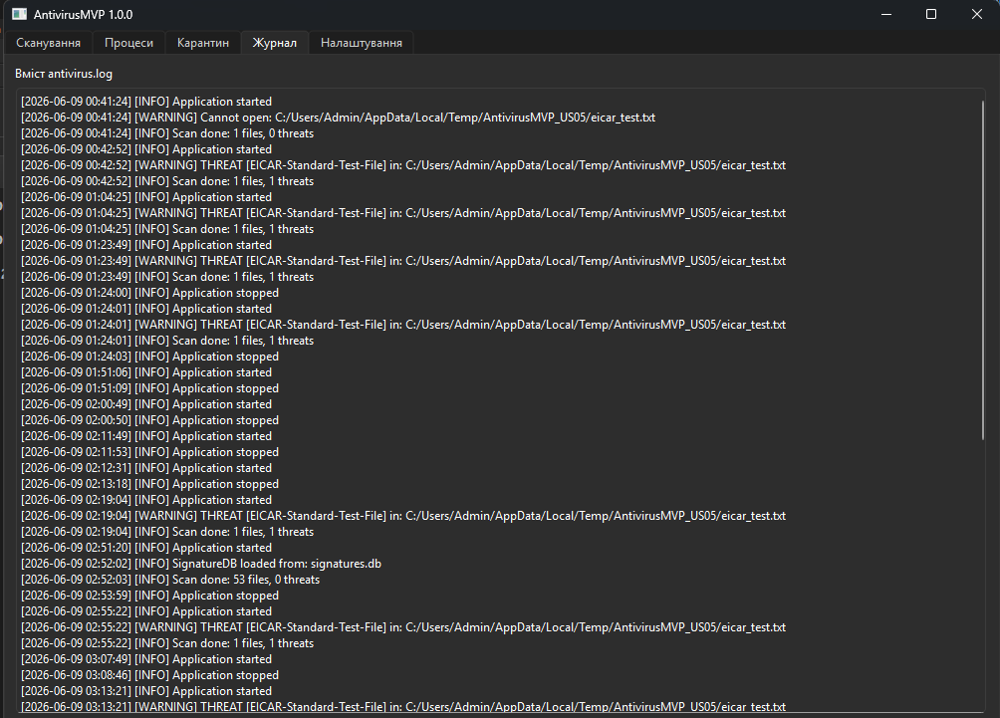 AntivirusMVP 1.0.0
Сканування Процеси Карантин Журнал Налаштування
Вміст antivirus.log
[2026-06-09 00:41:24] [INFO] Application started
[2026-06-09 00:41:24] [WARNING] Cannot open: C:/Users/Admin/AppData/Local/Temp/AntivirusMVP_US05/eicar_test.txt
[2026-06-09 00:41:24] [INFO] Scan done: 1 files, 0 threats
[2026-06-09 00:42:52] [INFO] Application started
[2026-06-09 00:42:52] [WARNING] THREAT [EICAR-Standard-Test-File] in: C:/Users/Admin/AppData/Local/Temp/AntivirusMVP_US05/eicar_test.txt
[2026-06-09 00:42:52] [INFO] Scan done: 1 files, 1 threats
[2026-06-09 01:04:25] [INFO] Application started
[2026-06-09 01:04:25] [WARNING] THREAT [EICAR-Standard-Test-File] in: C:/Users/Admin/AppData/Local/Temp/AntivirusMVP_US05/eicar_test.txt
[2026-06-09 01:04:25] [INFO] Scan done: 1 files, 1 threats
[2026-06-09 01:23:49] [INFO] Application started
[2026-06-09 01:23:49] [WARNING] THREAT [EICAR-Standard-Test-File] in: C:/Users/Admin/AppData/Local/Temp/AntivirusMVP_US05/eicar_test.txt
[2026-06-09 01:23:49] [INFO] Scan done: 1 files, 1 threats
[2026-06-09 01:24:00] [INFO] Application stopped
[2026-06-09 01:24:01] [INFO] Application started
[2026-06-09 01:24:01] [WARNING] THREAT [EICAR-Standard-Test-File] in: C:/Users/Admin/AppData/Local/Temp/AntivirusMVP_US05/eicar_test.txt
[2026-06-09 01:24:01] [INFO] Scan done: 1 files, 1 threats
[2026-06-09 01:24:03] [INFO] Application stopped
[2026-06-09 01:51:06] [INFO] Application started
[2026-06-09 01:51:09] [INFO] Application stopped
[2026-06-09 02:00:49] [INFO] Application started
[2026-06-09 02:00:50] [INFO] Application stopped
[2026-06-09 02:11:49] [INFO] Application started
[2026-06-09 02:11:53] [INFO] Application stopped
[2026-06-09 02:12:31] [INFO] Application started
[2026-06-09 02:13:18] [INFO] Application stopped
[2026-06-09 02:19:04] [INFO] Application started
[2026-06-09 02:19:04] [WARNING] THREAT [EICAR-Standard-Test-File] in: C:/Users/Admin/AppData/Local/Temp/AntivirusMVP_US05/eicar_test.txt
[2026-06-09 02:19:04] [INFO] Scan done: 1 files, 1 threats
[2026-06-09 02:51:20] [INFO] Application started
[2026-06-09 02:52:02] [INFO] SignatureDB loaded from: signatures.db
[2026-06-09 02:52:03] [INFO] Scan done: 53 files, 0 threats
[2026-06-09 02:53:59] [INFO] Application stopped
[2026-06-09 02:55:22] [INFO] Application started
[2026-06-09 02:55:22] [WARNING] THREAT [EICAR-Standard-Test-File] in: C:/Users/Admin/AppData/Local/Temp/AntivirusMVP_US05/eicar_test.txt
[2026-06-09 02:55:22] [INFO] Scan done: 1 files, 1 threats
[2026-06-09 03:07:49] [INFO] Application started
[2026-06-09 03:08:46] [INFO] Application stopped
[2026-06-09 03:13:21] [INFO] Application started
[2026-06-09 03:13:21] [WARNING] THREAT [EICAR-Standard-Test-File] in: C:/Users/Admin/AppData/Local/Temp/AntivirusMVP_US05/eicar_test.txt